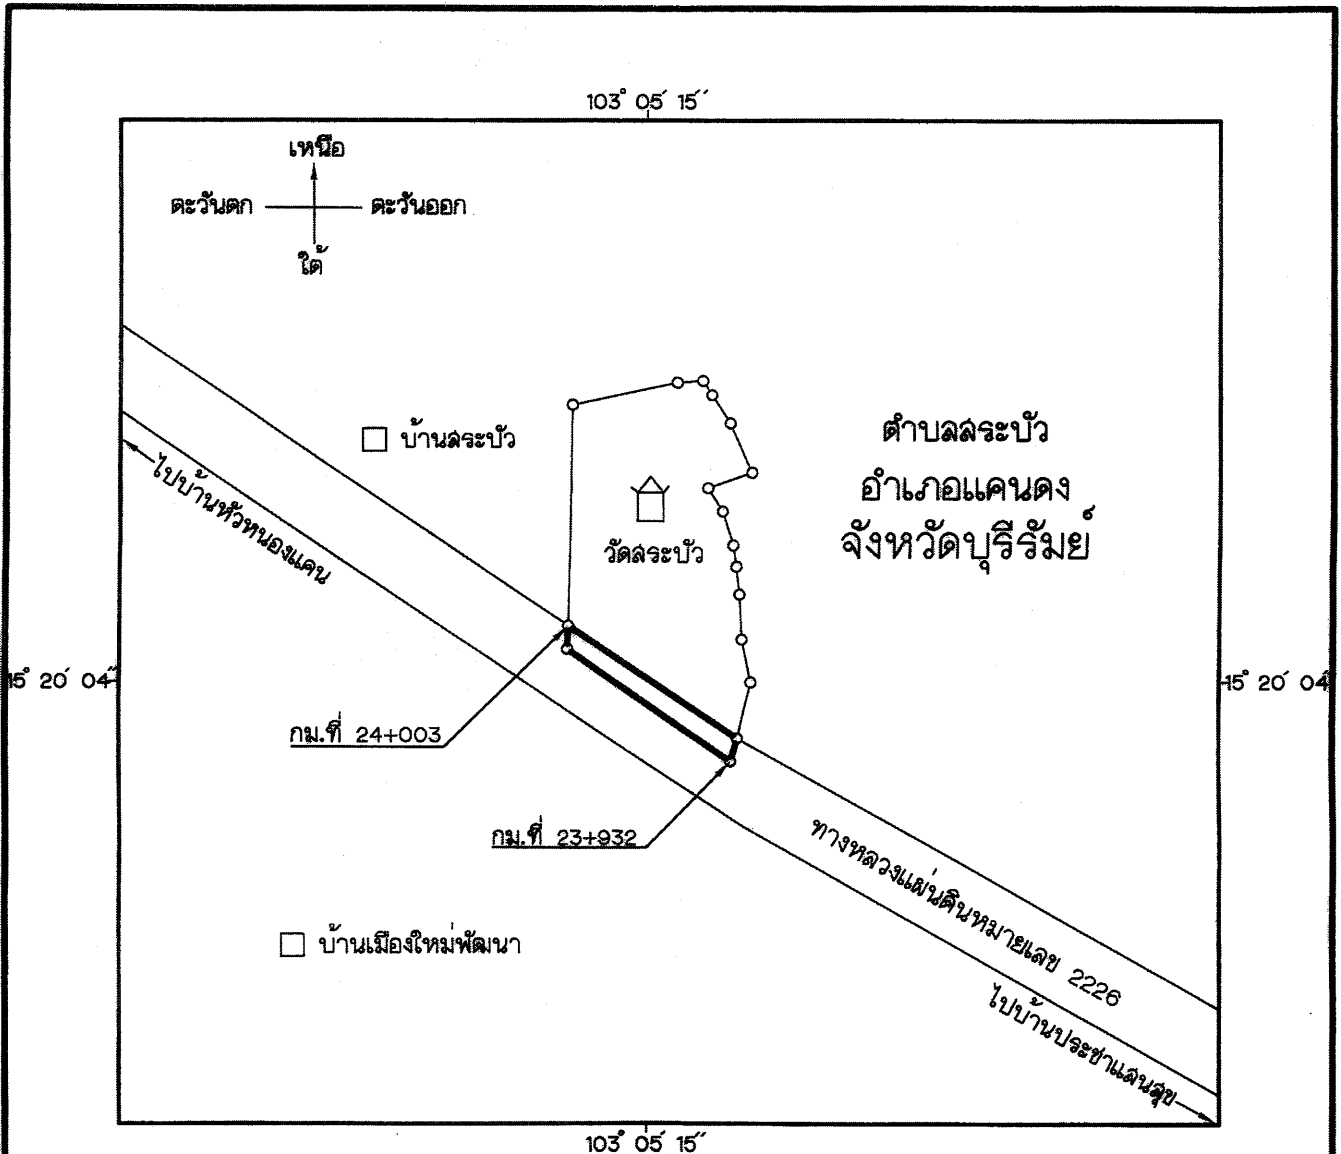 103° 05′ 15″
เหนือ
ตะวันตก
ตะวันออก
ใต้
บ้านสระบัว
ตำบลสระบัว
อำเภอแคนดง
จังหวัดบุรีรัมย์
ไปบ้านหัวหนองแคน
วัดสระบัว
15° 20′ 04″
15° 20′ 04″
กม.ที่ 24+003
กม.ที่ 23+932
ทางหลวงแผ่นดินหมายเลข 2226
บ้านเมืองใหม่พัฒนา
ไปบ้านประชาแสนสุข
103° 05′ 15″